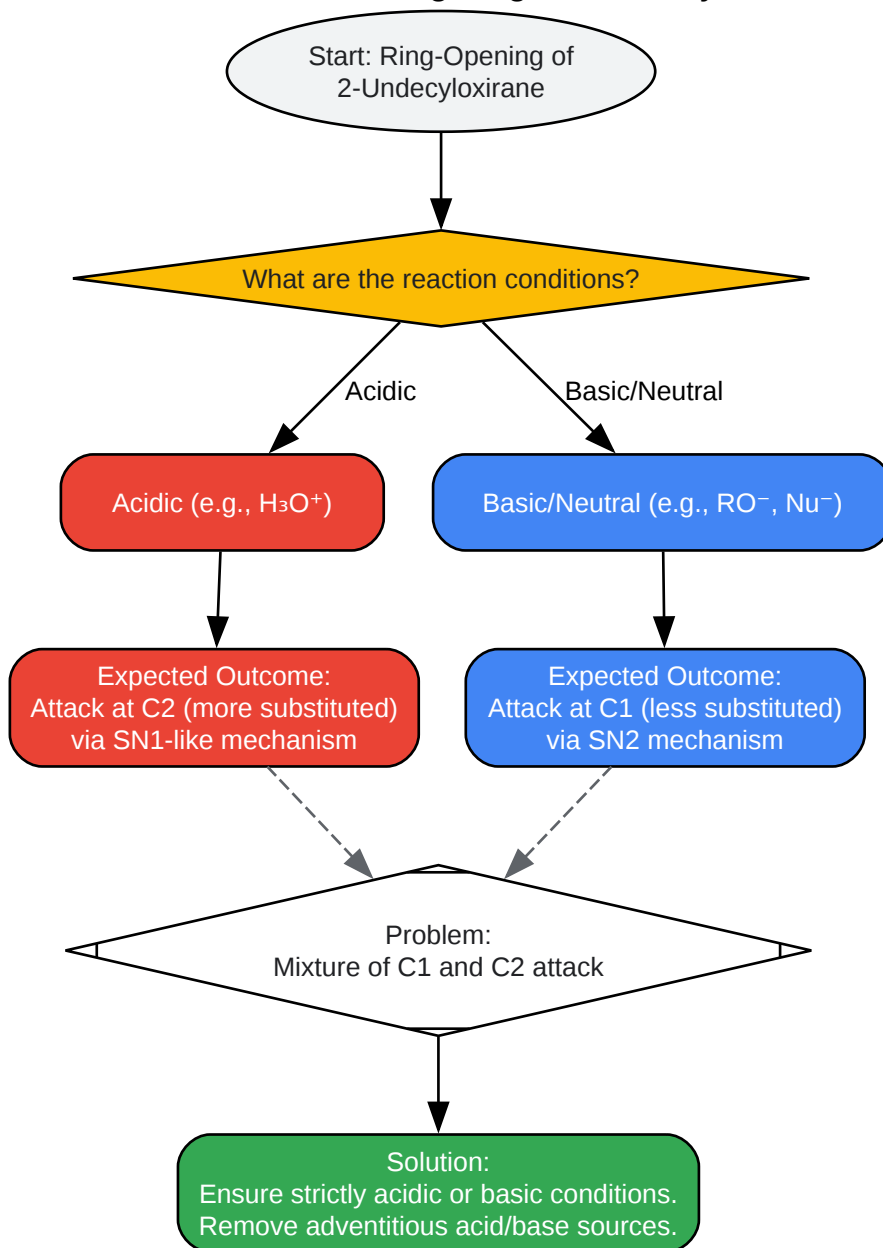 Start: Ring-Opening of
2-Undecyloxirane
What are the reaction conditions?
Acidic
Basic/Neutral
Acidic (e.g., H₃O⁺)
Basic/Neutral (e.g., RO⁻, Nu⁻)
Expected Outcome:
Attack at C2 (more substituted)
via SN1-like mechanism
Expected Outcome:
Attack at C1 (less substituted)
via SN2 mechanism
Problem:
Mixture of C1 and C2 attack
Solution:
Ensure strictly acidic or basic conditions.
Remove adventitious acid/base sources.